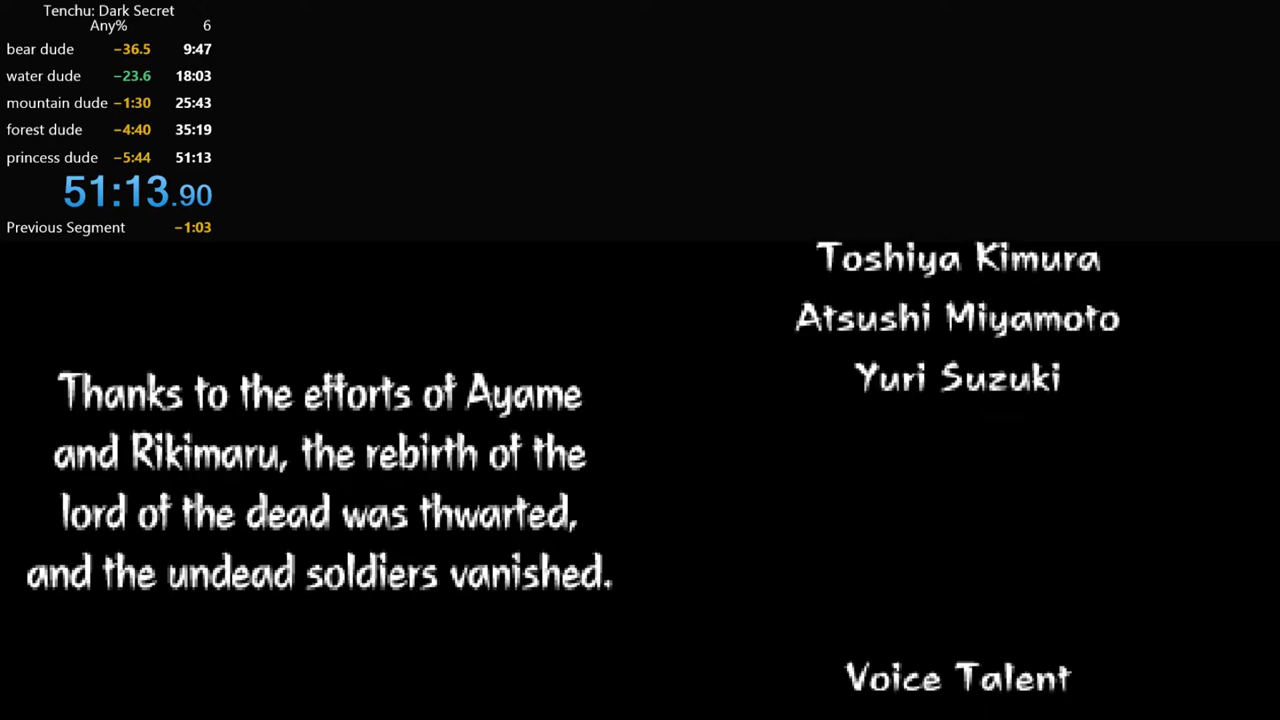 Tenchu: Dark Secret
Any% 6
bear dude −36.5 9:47
water dude −23.6 18:03
mountain dude −1:30 25:43
forest dude −4:40 35:19
princess dude −5:44 51:13
51:13.90
Previous Segment −1:03
Thanks to the efforts of Ayame
and Rikimaru, the rebirth of the
lord of the dead was thwarted,
and the undead soldiers vanished.
Toshiya Kimura
Atsushi Miyamoto
Yuri Suzuki
Voice Talent